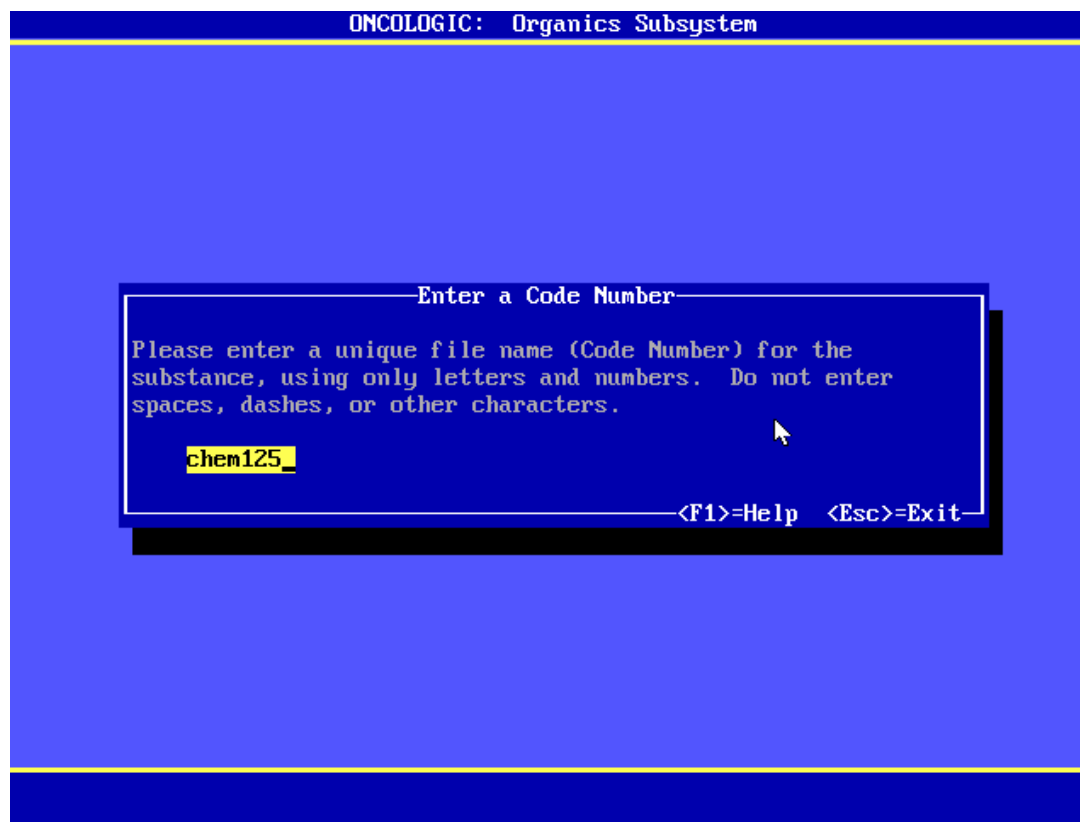 ONCOLOGIC:  Organics Subsystem
Enter a Code Number
Please enter a unique file name (Code Number) for the
substance, using only letters and numbers.  Do not enter
spaces, dashes, or other characters.
chem125_
<F1>=Help  <Esc>=Exit